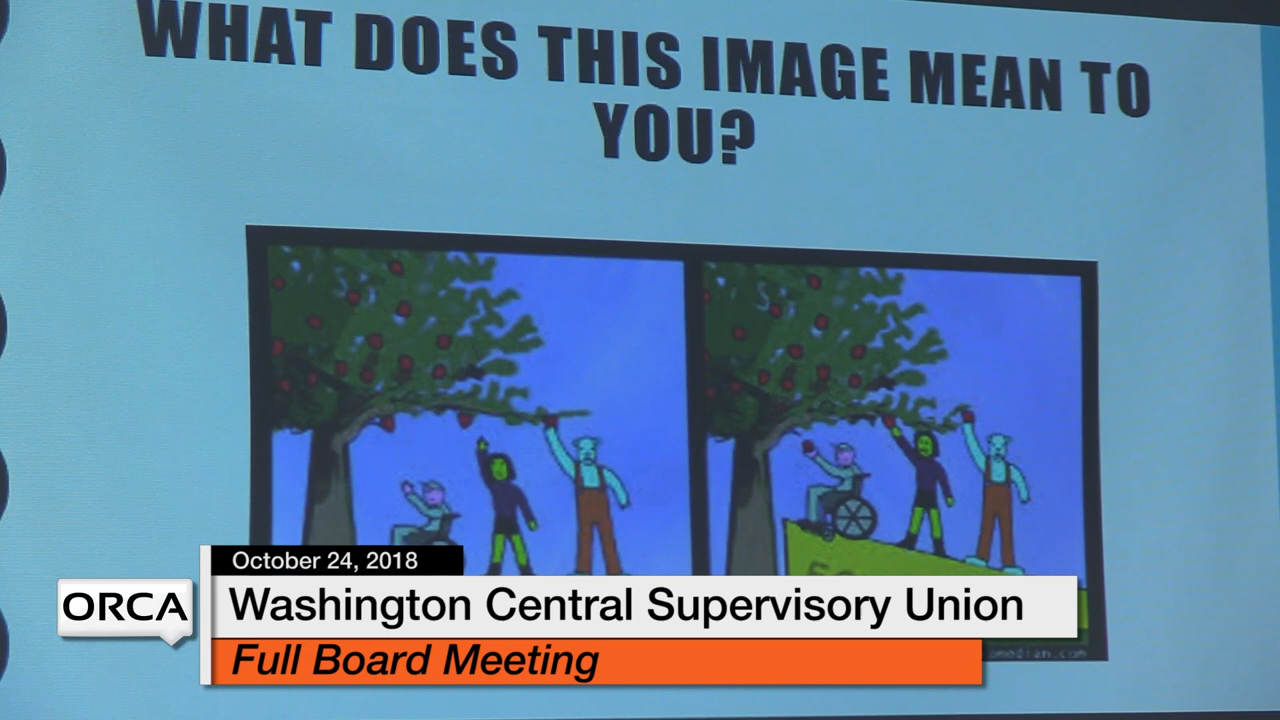 WHAT DOES THIS IMAGE MEAN TO
YOU?
October 24, 2018
ORCA
Washington Central Supervisory Union
Full Board Meeting